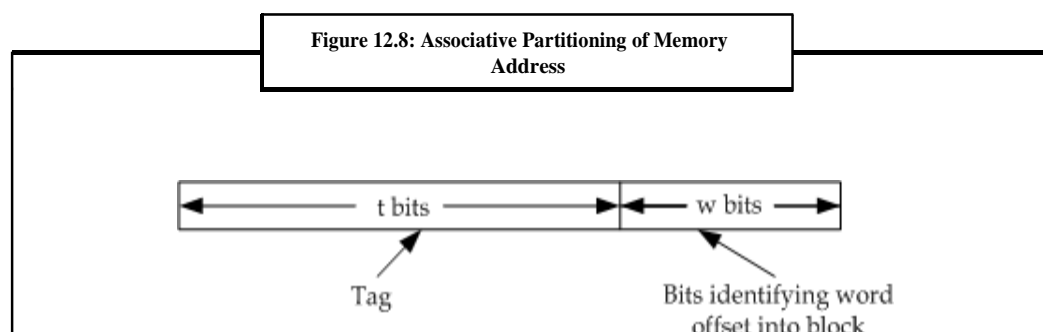 Figure 12.8: Associative Partitioning of Memory
Address
t bits
w bits
Tag
Bits identifying word
offset into block